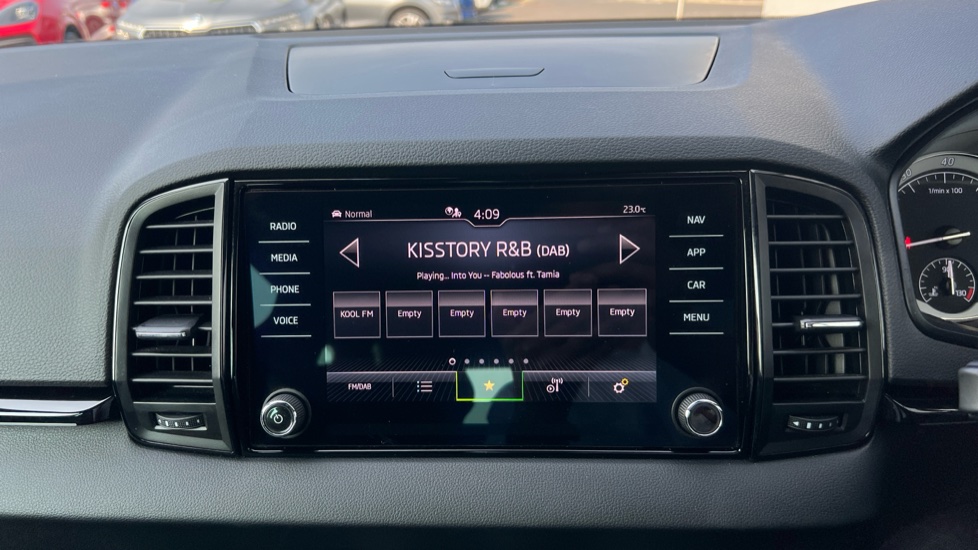 RADIO
MEDIA
PHONE
VOICE
Normal
4:09
23.0°C
KISSTORY R&B (DAB)
Playing... Into You -- Fabolous ft. Tamia
KOOL FM
Empty
Empty
Empty
Empty
Empty
FM/DAB
NAV
APP
CAR
MENU
40
1/min x 100
90
130